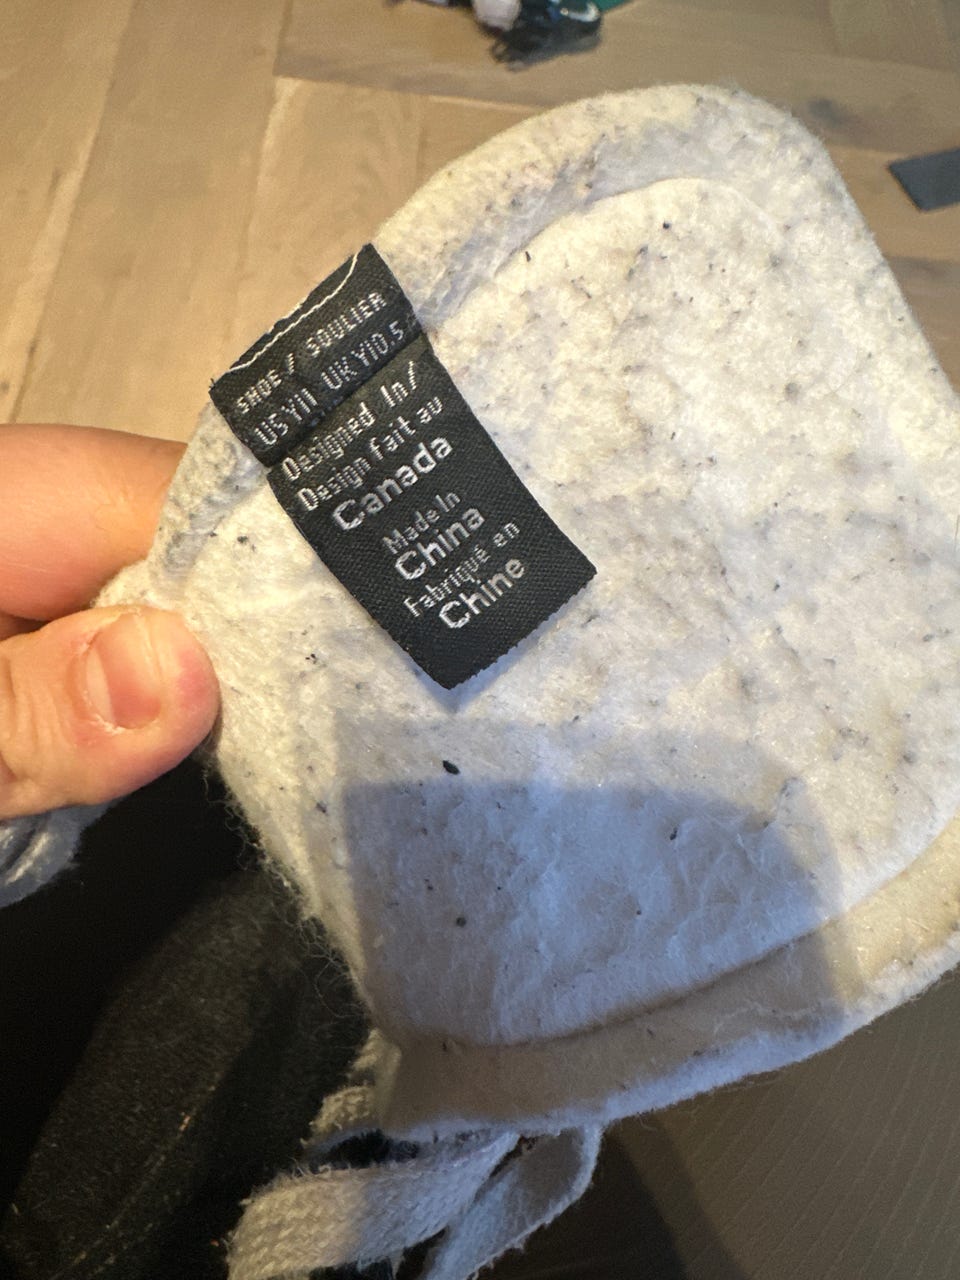 SHOE / SOULIER
US Y11 UK Y10.5
Designed In/
Design fait au
Canada
Made In
China
Fabriqué en
Chine